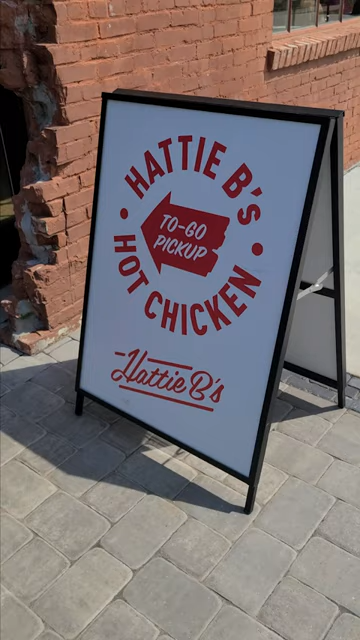 HATTIE B's
TO-GO
PICKUP
HOT CHICKEN
Hattie B's